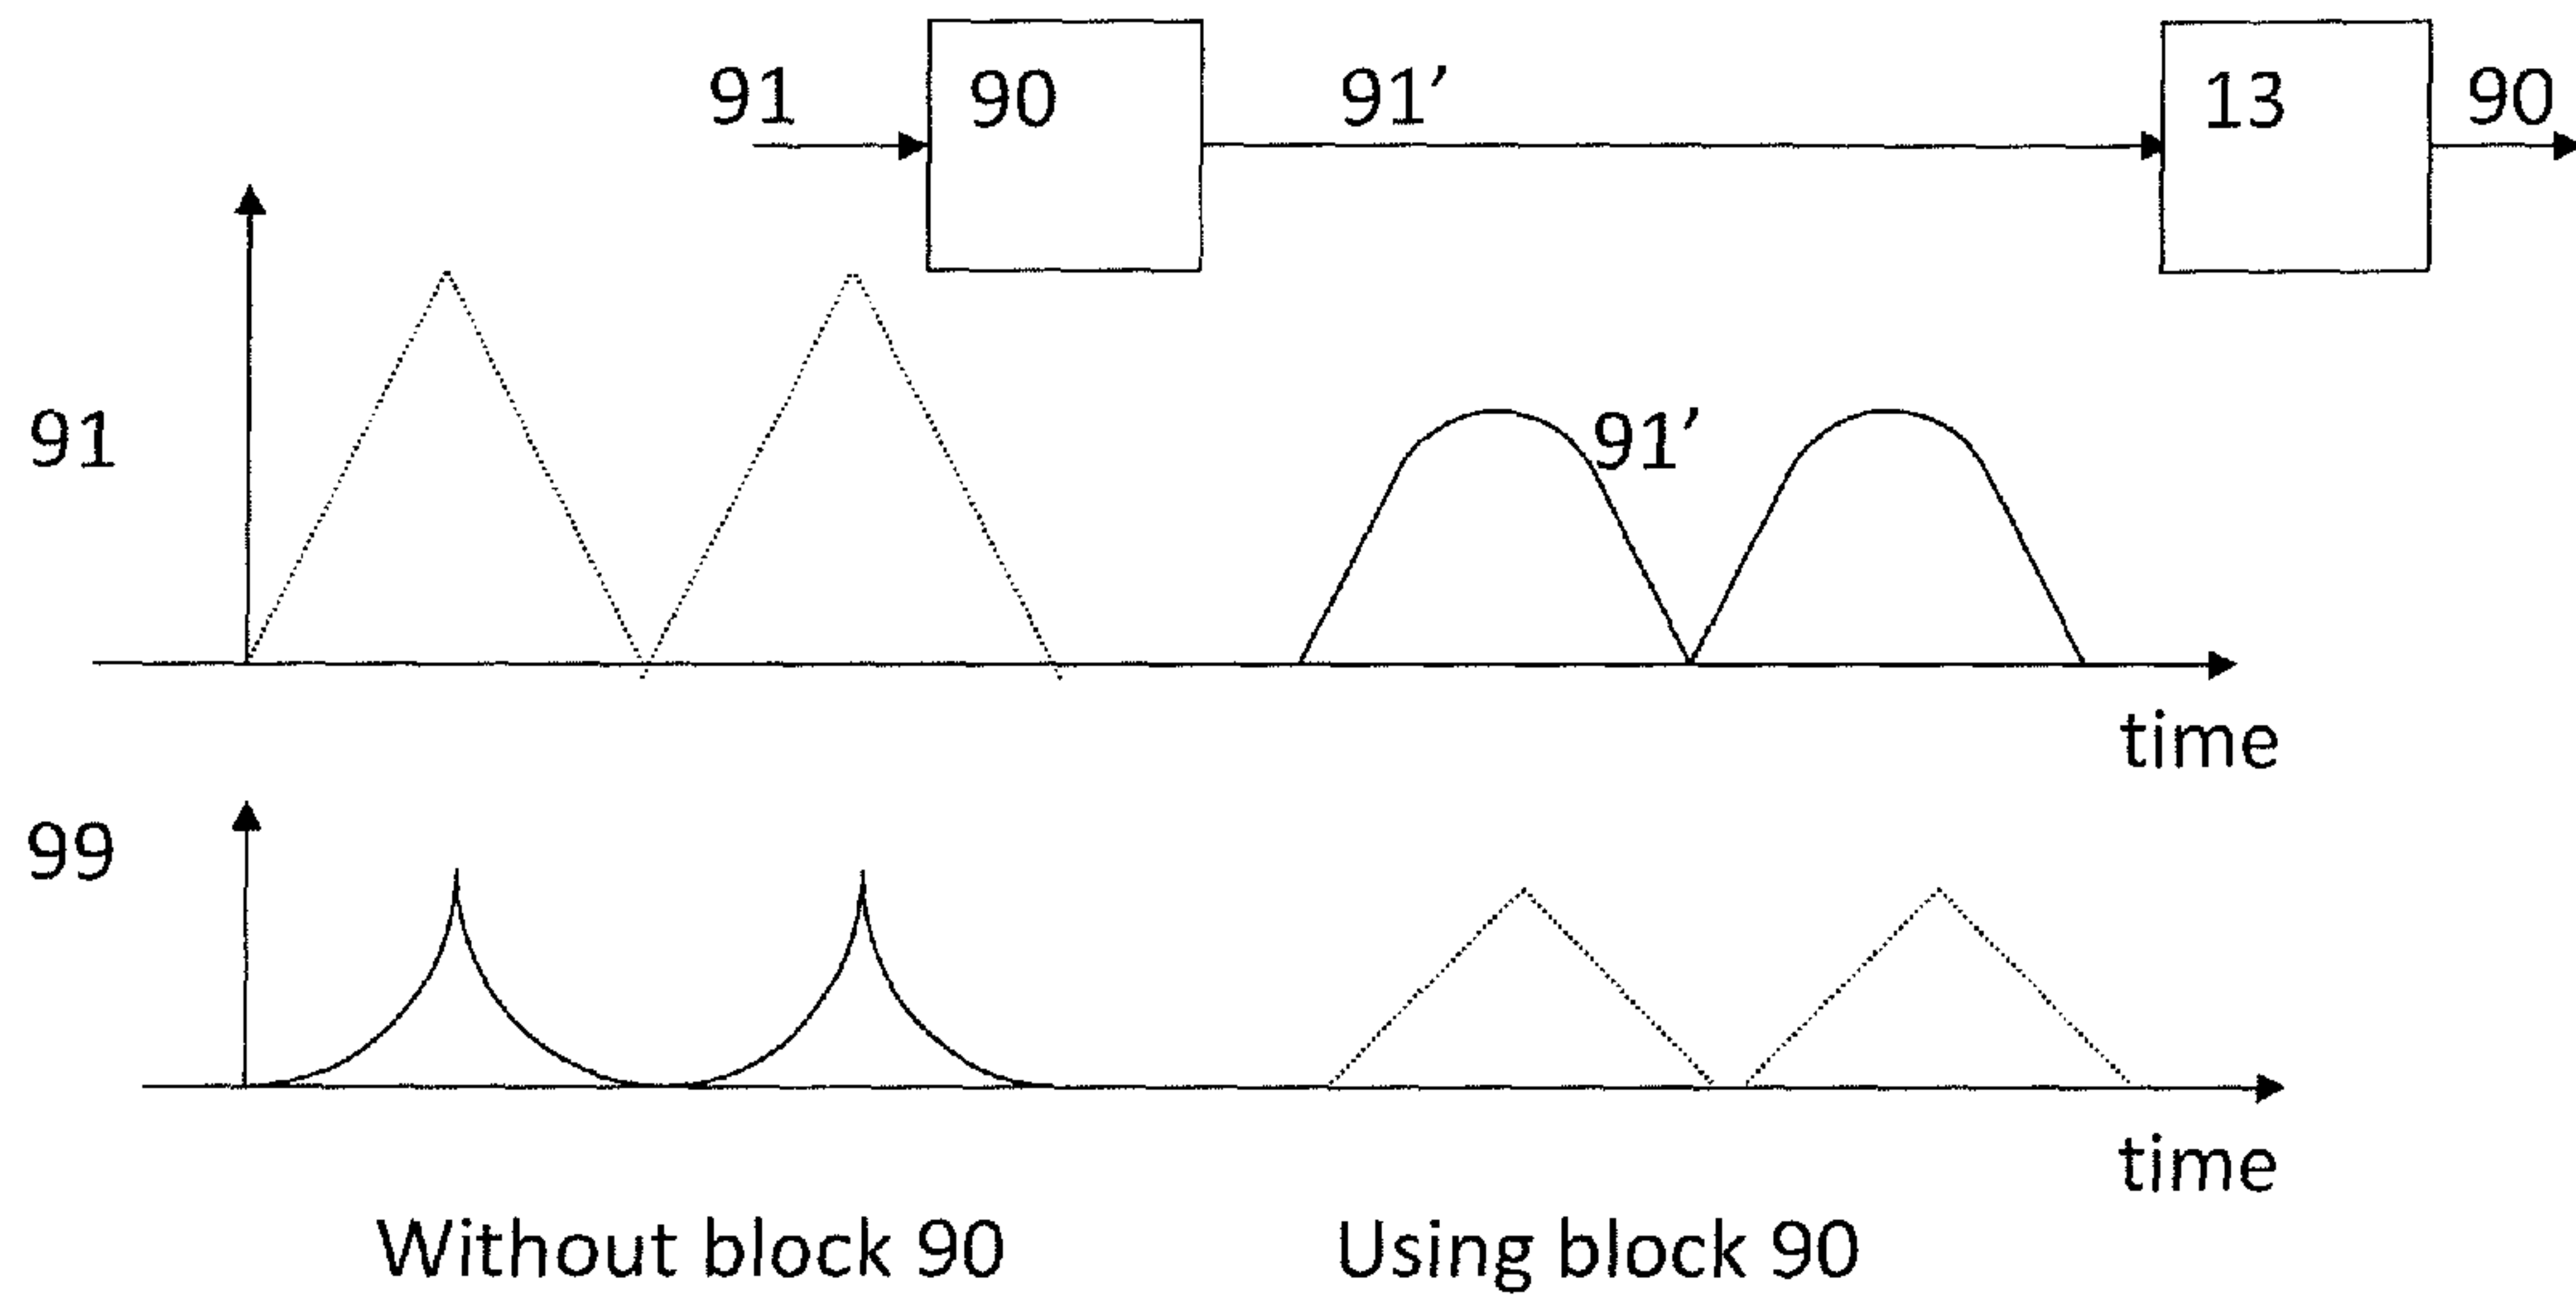 91 90 91’ 13 90
91
91’
time
99
time
Without block 90
Using block 90